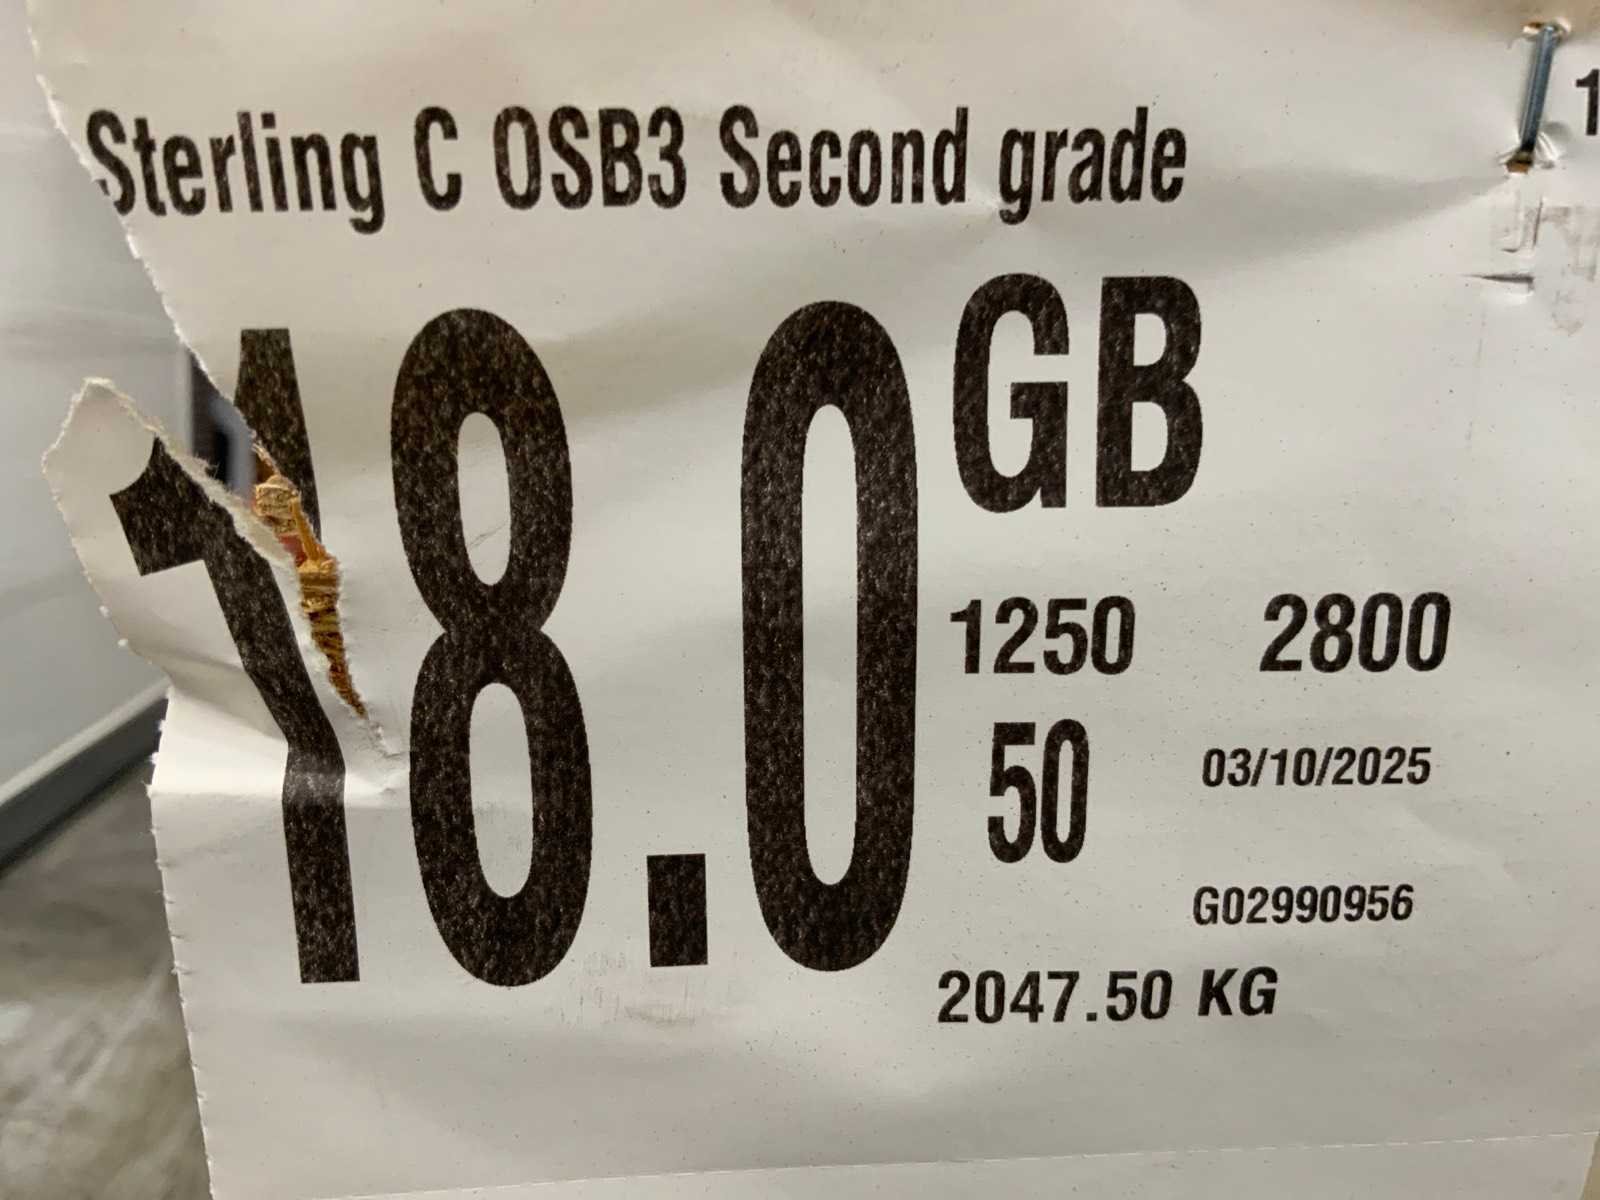 Sterling C OSB3 Second grade
18.0 GB
1250 2800
50 03/10/2025
G02990956
2047.50 KG